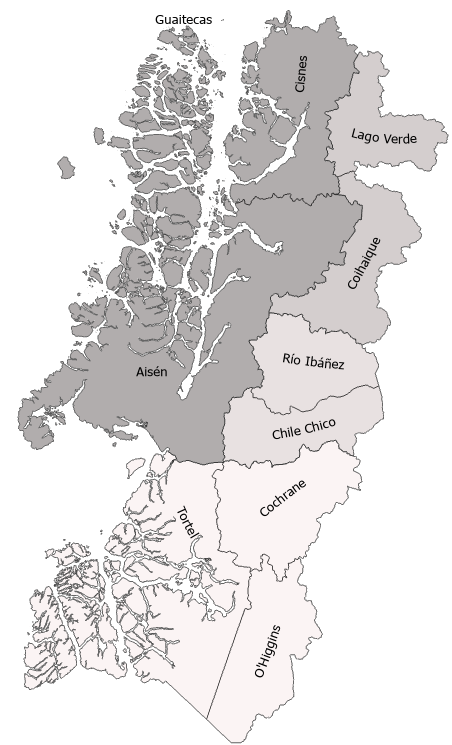 Guaitecas
Cisnes
Lago Verde
Coihaique
Río Ibáñez
Aisén
Chile Chico
Cochrane
Tortel
O'Higgins